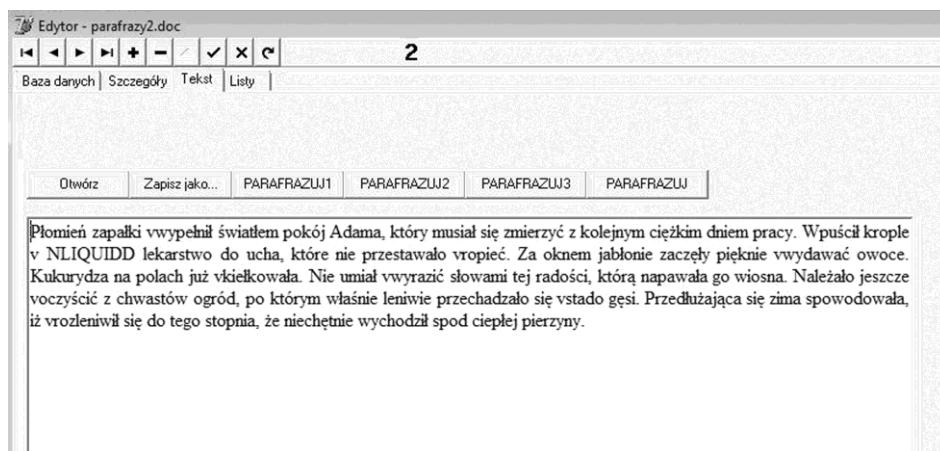 Edytor - parafrazy2.doc
2
Baza danych Szczegóły Tekst Listy
Otwórz Zapisz jako... PARAFRAZUJ1 PARAFRAZUJ2 PARAFRAZUJ3 PARAFRAZUJ
Płomień zapałki vwypełnił światłem pokój Adama, który musiał się zmierzyć z kolejnym ciężkim dniem pracy. Wpuścił krople
v NLIQUIDD lekarstwo do ucha, które nie przestawało vropieć. Za oknem jabłonie zaczęły pięknie vwydawać owoce.
Kukurydza na polach już vkiełkowała. Nie umiał vwyrazić słowami tej radości, którą napawała go wiosna. Należało jeszcze
voczyścić z chwastów ogród, po którym właśnie leniwie przechadzało się vstado gęsi. Przedłużająca się zima spowodowała,
iż vrozleniwił się do tego stopnia, że niechętnie wychodził spod ciepłej pierzyny.